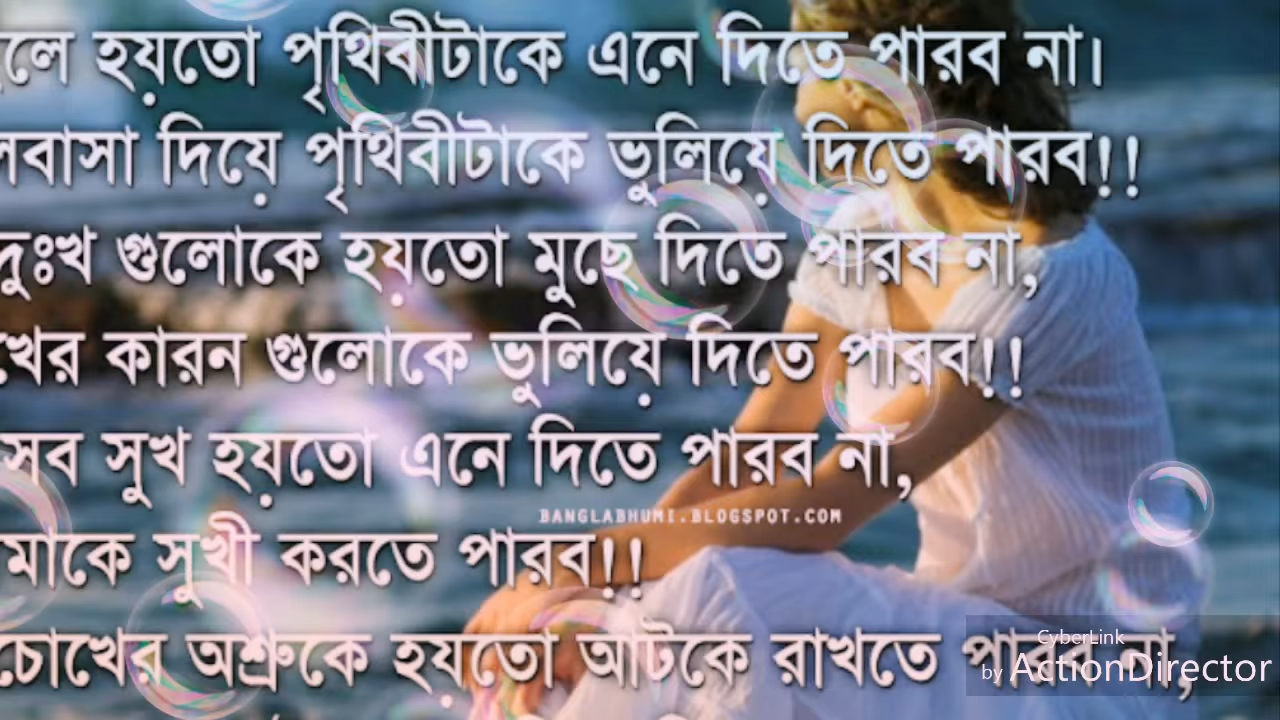 হয়তো পৃথিবীটাকে এনে দিতে পারব না।
দিয়ে পৃথিবীটাকে ভুলিয়ে দিতে পারব!!
দুঃখ গুলোকে হয়তো মুছে দিতে পারব না,
কারন গুলোকে ভুলিয়ে দিতে পারব!!
সব সুখ হয়তো এনে দিতে পারব না,
BANGLABHUMI.BLOGSPOT.COM
সুখী করতে পারব!!
চোখের অশ্রুকে হয়তো আটকে রাখতে পারব না,
CyberLink
by ActionDirector